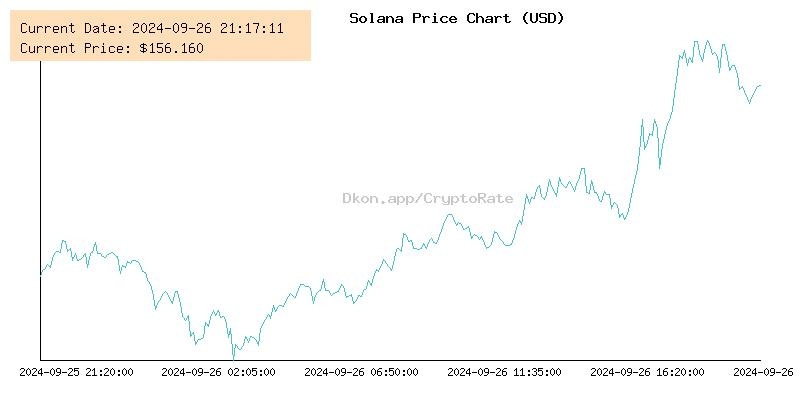 Solana Price Chart (USD)
Current Date: 2024-09-26 21:17:11
Current Price: $156.160
Dkon.app/CryptoRate
2024-09-25 21:20:00 2024-09-26 02:05:00 2024-09-26 06:50:00 2024-09-26 11:35:00 2024-09-26 16:20:00 2024-09-26